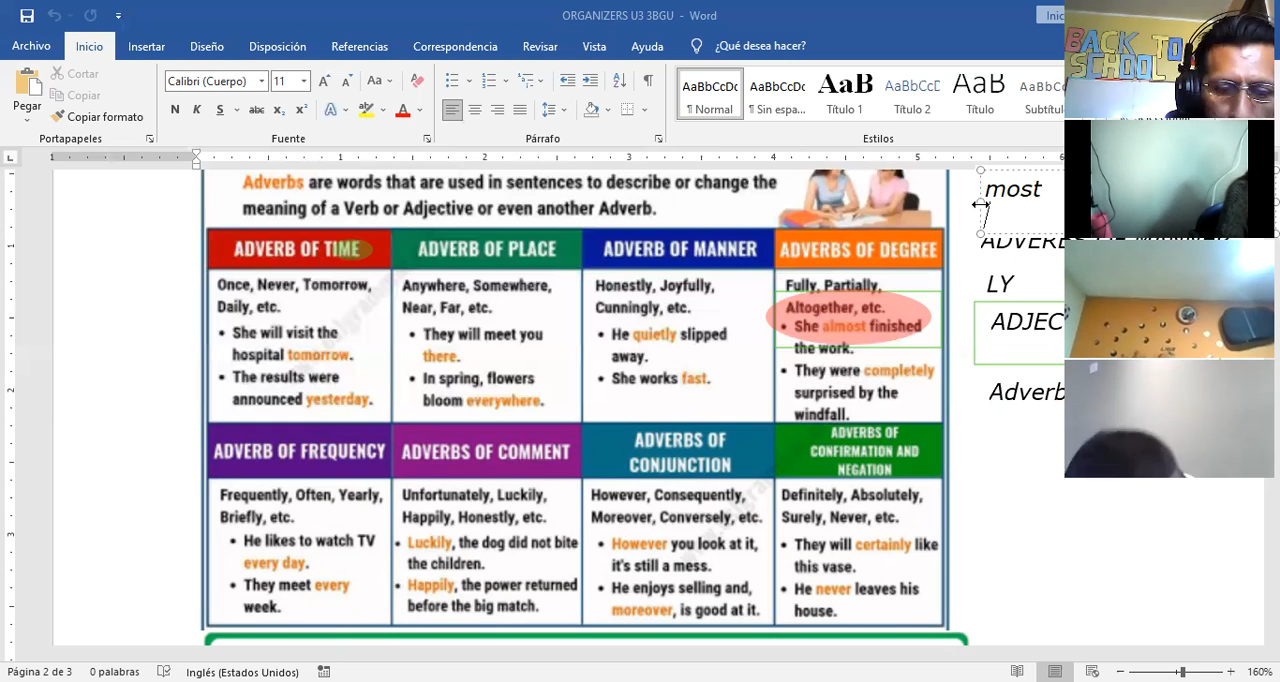 ORGANIZERS U3 3BGU - Word
Archivo Inicio Insertar Diseño Disposición Referencias Correspondencia Revisar Vista Ayuda ¿Qué desea hacer?
Pegar
Cortar
Copiar
Copiar formato
Portapapeles
Calibri (Cuerpo) 11
Fuente
Párrafo
AaBbCcDc AaBbCcDc AaB AaBbCcD AaBb
¶ Normal ¶ Sin espa... Título 1 Título 2 Título
Estilos
BACK TO
SCHOOL
Adverbs are words that are used in sentences to describe or change the
meaning of a Verb or Adjective or even another Adverb.
ADVERB OF TIME
Once, Never, Tomorrow,
Daily, etc.
• She will visit the
hospital tomorrow.
• The results were
announced yesterday.
ADVERB OF PLACE
Anywhere, Somewhere,
Near, Far, etc.
• They will meet you
there.
• In spring, flowers
bloom everywhere.
ADVERB OF MANNER
Honestly, Joyfully,
Cunningly, etc.
• He quietly slipped
away.
• She works fast.
ADVERBS OF DEGREE
Fully, Partially,
Altogether, etc.
• She almost finished
the work.
• They were completely
surprised by the
windfall.
ADVERB OF FREQUENCY
Frequently, Often, Yearly,
Briefly, etc.
• He likes to watch TV
every day.
• They meet every
week.
ADVERBS OF COMMENT
Unfortunately, Luckily,
Happily, Honestly, etc.
• Luckily, the dog did not bite
the children.
• Happily, the power returned
before the big match.
ADVERBS OF
CONJUNCTION
However, Consequently,
Moreover, Conversely, etc.
• However you look at it,
it's still a mess.
• He enjoys selling and,
moreover, is good at it.
ADVERBS OF
CONFIRMATION AND
NEGATION
Definitely, Absolutely,
Surely, Never, etc.
• They will certainly like
this vase.
• He never leaves his
house.
most
/
LY
ADJEC
Adverb
Página 2 de 3 0 palabras Inglés (Estados Unidos) 160%